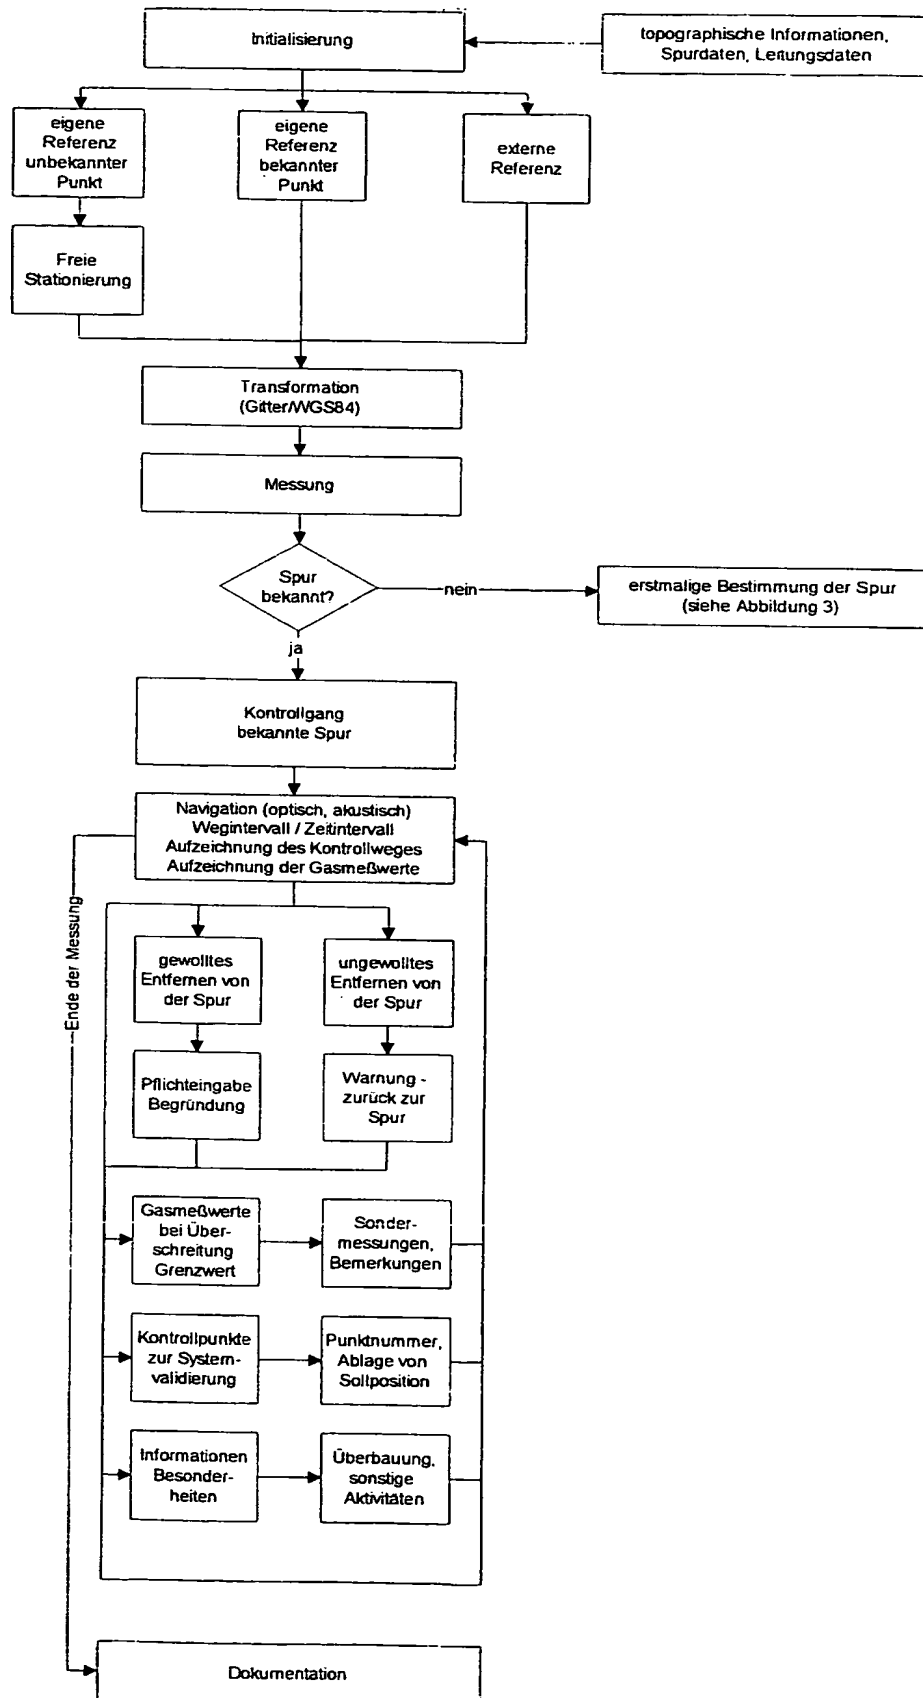 Initialisierung
topographische Informationen,
Spurdaten, Leitungsdaten
eigene
Referenz
unbekannter
Punkt
eigene
Referenz
bekannter
Punkt
externe
Referenz
Freie
Stationierung
Transformation
(Gitter/WGS84)
Messung
Spur
bekannt?
nein
erstmalige Bestimmung der Spur
(siehe Abbildung 3)
ja
Kontrollgang
bekannte Spur
Navigation (optisch, akustisch)
Wegintervall / Zeitintervall
Aufzeichnung des Kontrollweges
Aufzeichnung der Gasmeßwerte
Ende der Messung
gewolltes
Entfernen von
der Spur
ungewolltes
Entfernen von
der Spur
Pflichteingabe
Begründung
Warnung -
zurück zur
Spur
Gasmeßwerte
bei Über-
schreitung
Grenzwert
Sonder-
messungen,
Bemerkungen
Kontrollpunkte
zur System-
validierung
Punktnummer,
Ablage von
Sollposition
Informationen
Besonder-
heiten
Überbauung,
sonstige
Aktivitäten
Dokumentation